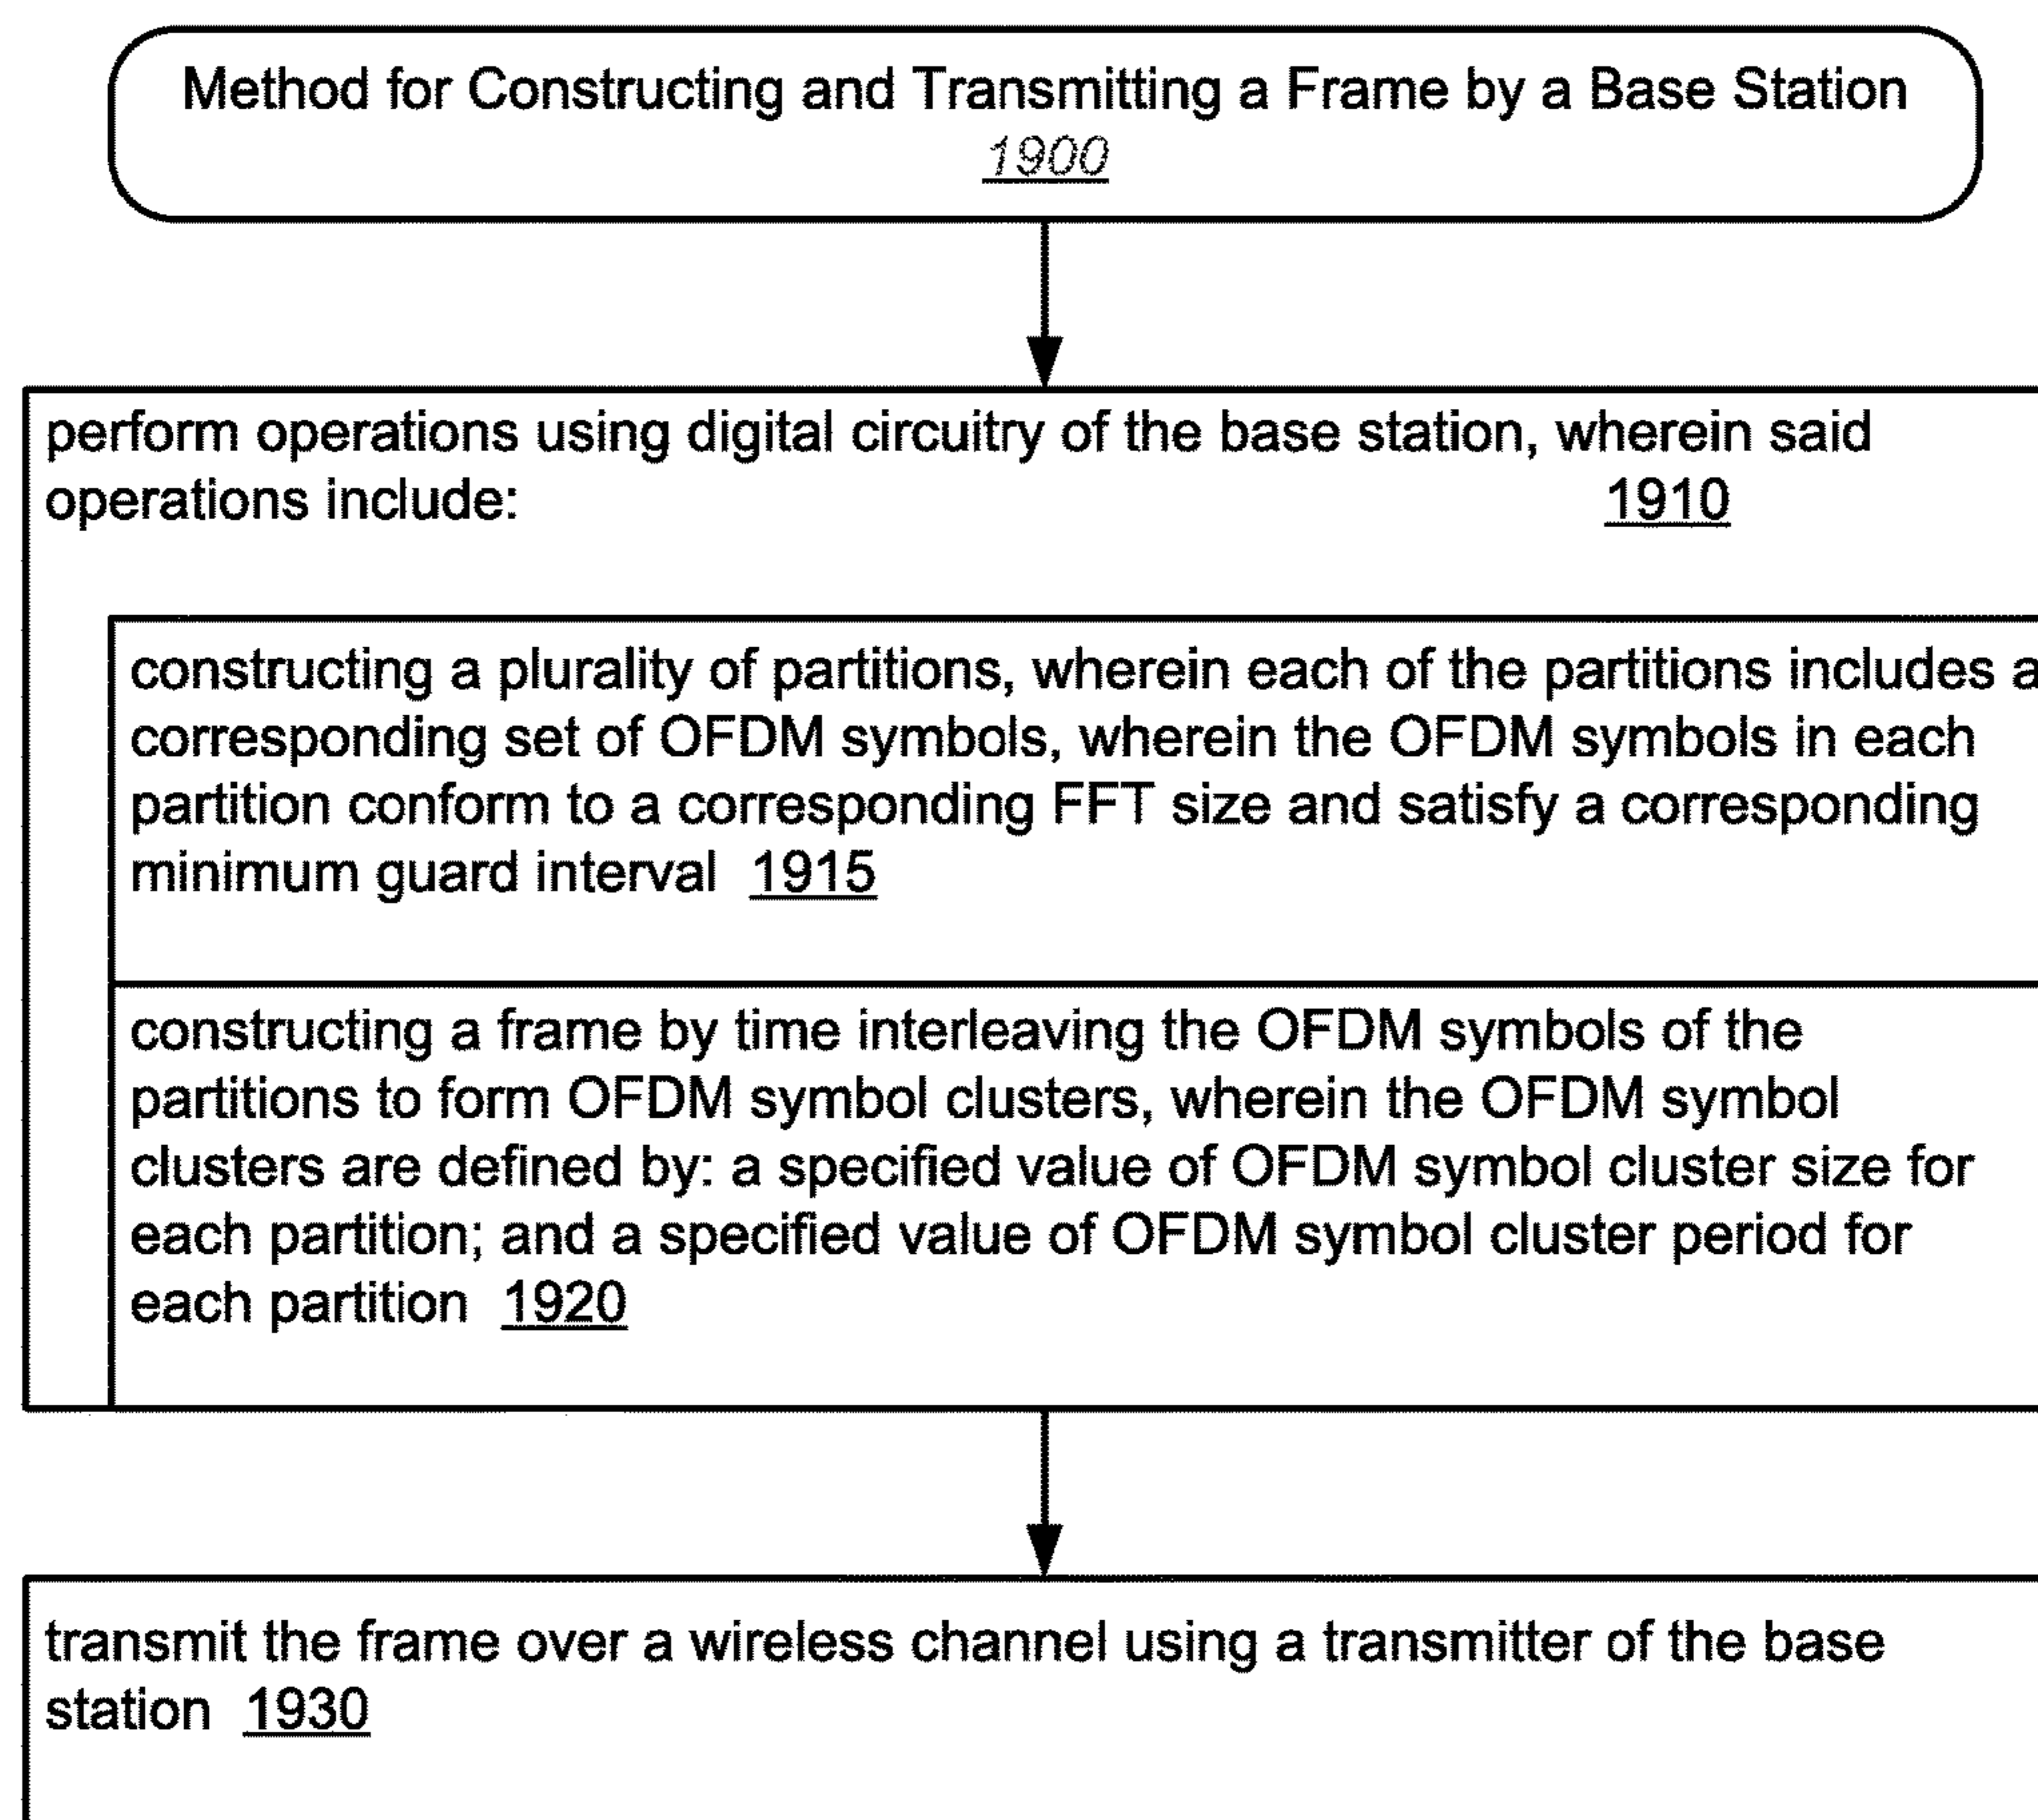 Method for Constructing and Transmitting a Frame by a Base Station
1900
perform operations using digital circuitry of the base station, wherein said
operations include:
1910
constructing a plurality of partitions, wherein each of the partitions includes a
corresponding set of OFDM symbols, wherein the OFDM symbols in each
partition conform to a corresponding FFT size and satisfy a corresponding
minimum guard interval 1915
constructing a frame by time interleaving the OFDM symbols of the
partitions to form OFDM symbol clusters, wherein the OFDM symbol
clusters are defined by: a specified value of OFDM symbol cluster size for
each partition; and a specified value of OFDM symbol cluster period for
each partition 1920
transmit the frame over a wireless channel using a transmitter of the base
station 1930